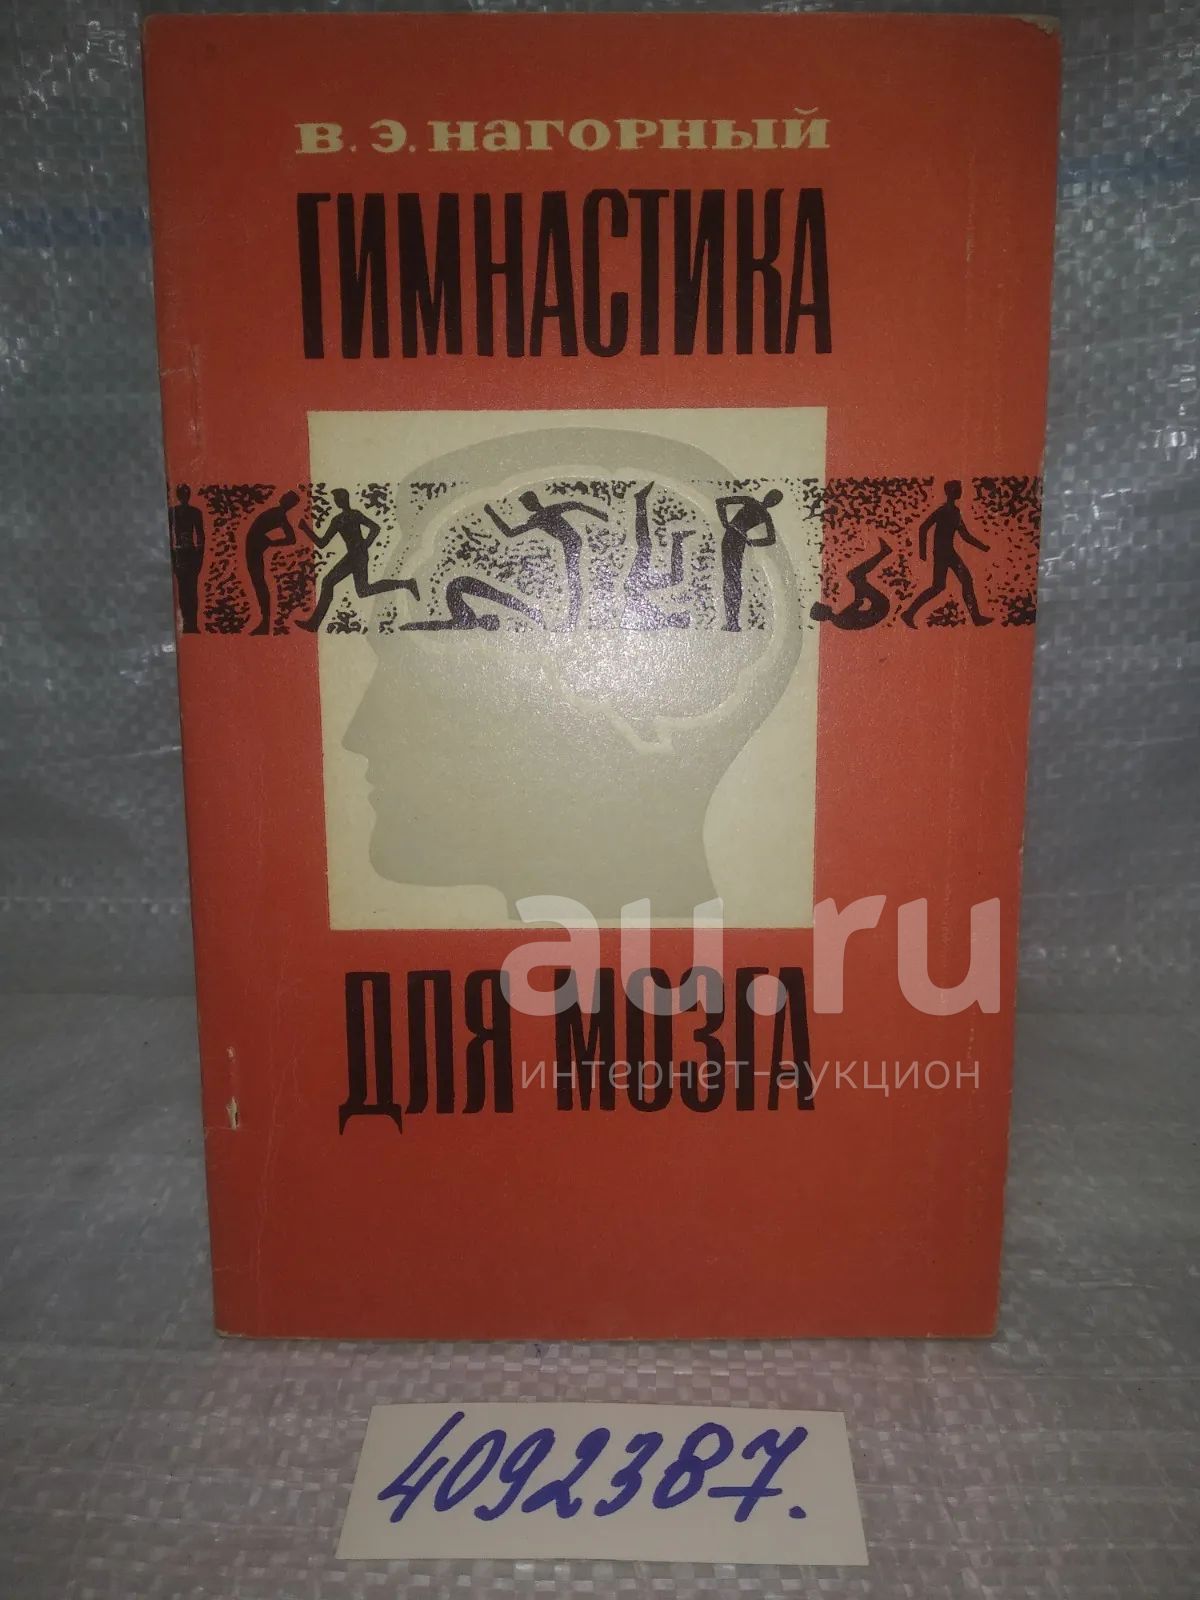 В. Э. НАГОРНЫЙ
ГИМНАСТИКА
ДЛЯ МОЗГА
au.ru
интернет-аукцион
4092387.